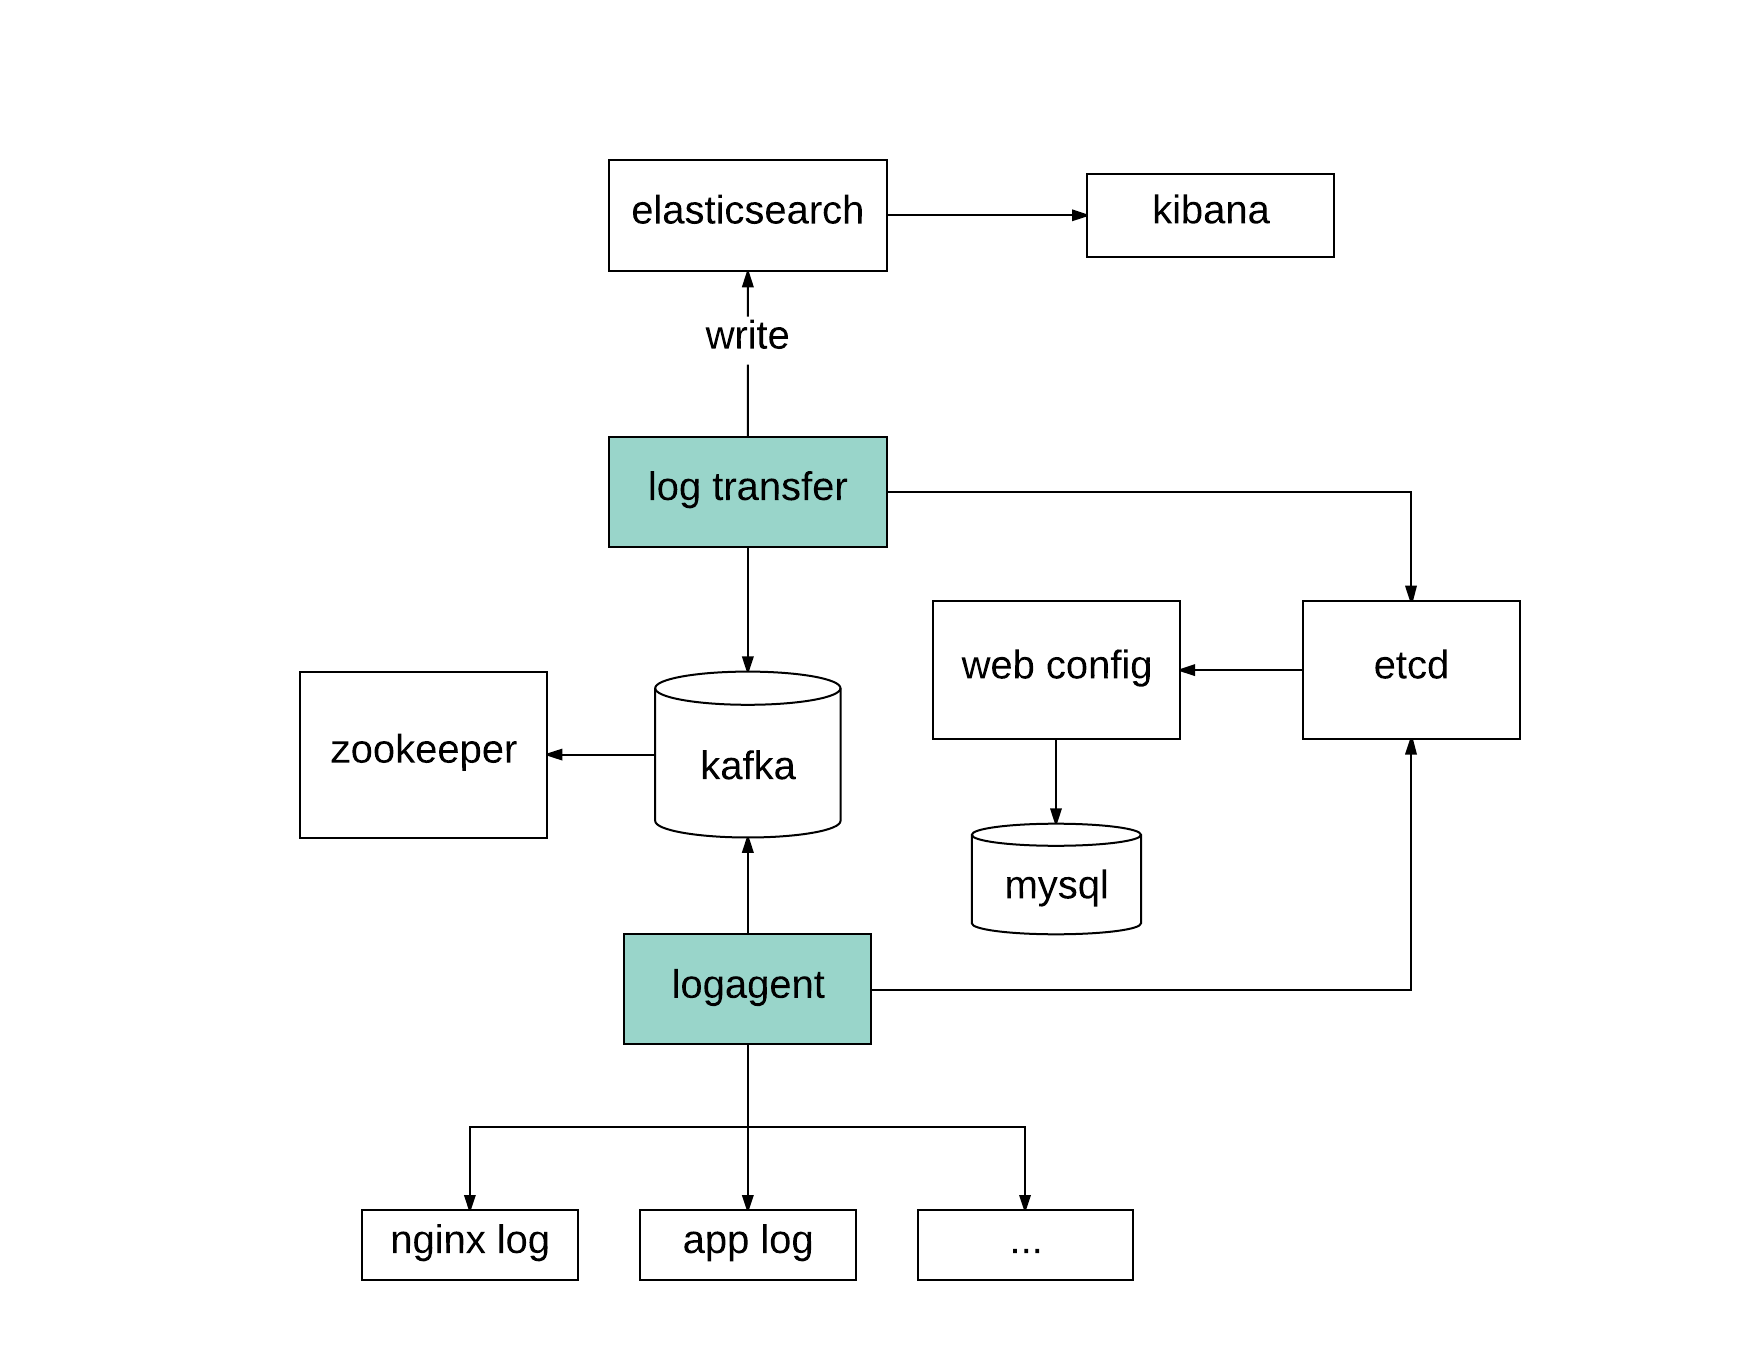 elasticsearch
kibana
write
log transfer
web config
etcd
zookeeper
kafka
mysql
logagent
nginx log
app log
...